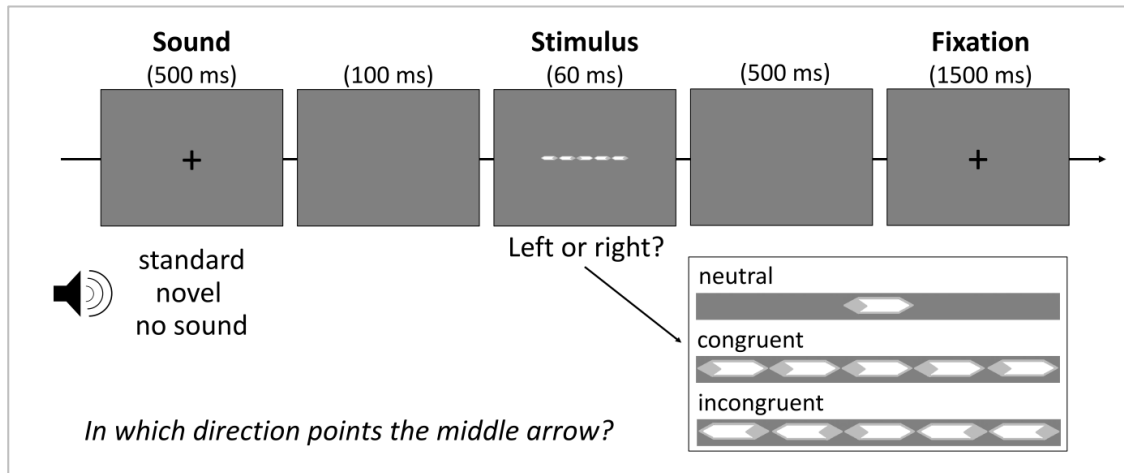 Sound
(500 ms)
(100 ms)
Stimulus
(60 ms)
(500 ms)
Fixation
(1500 ms)
standard
novel
no sound
Left or right?
neutral
congruent
incongruent
In which direction points the middle arrow?